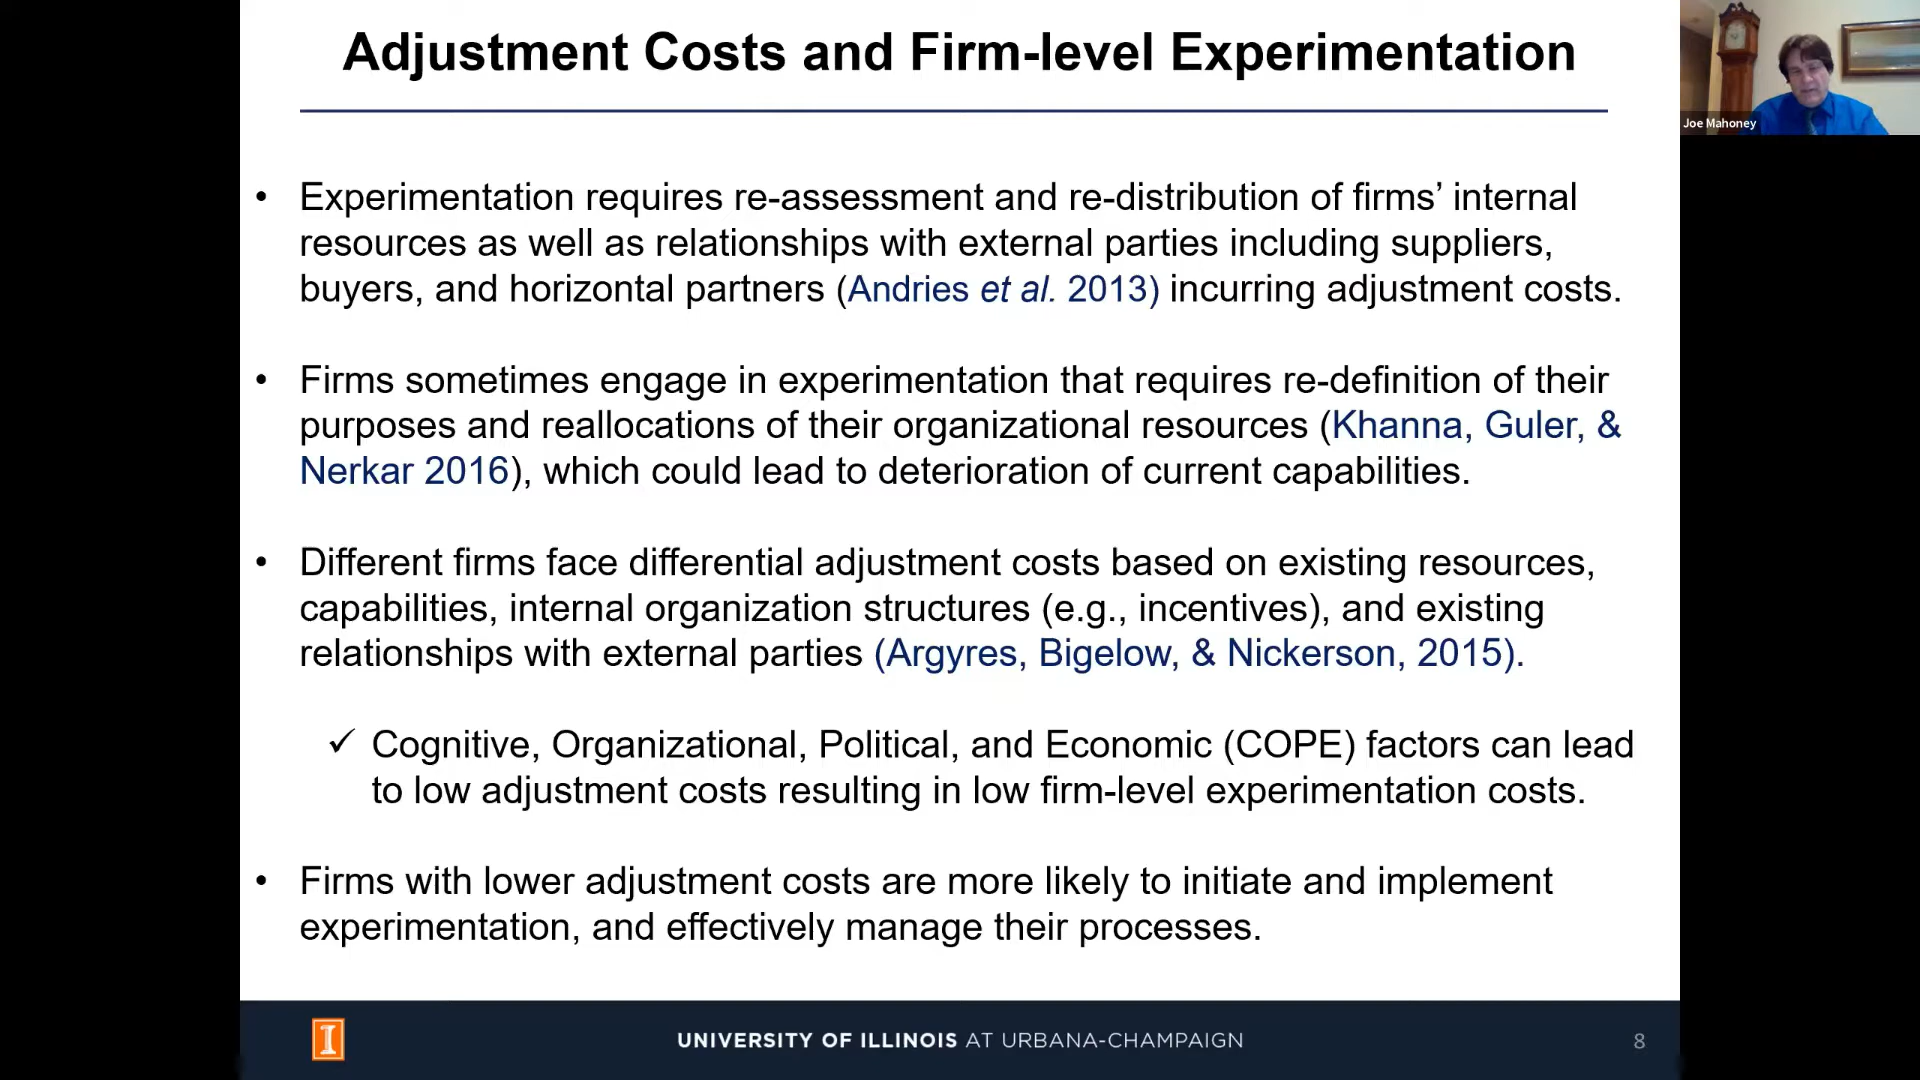 Adjustment Costs and Firm-level Experimentation
Joe Mahoney
• Experimentation requires re-assessment and re-distribution of firms’ internal
resources as well as relationships with external parties including suppliers,
buyers, and horizontal partners (Andries et al. 2013) incurring adjustment costs.
• Firms sometimes engage in experimentation that requires re-definition of their
purposes and reallocations of their organizational resources (Khanna, Guler, &
Nerkar 2016), which could lead to deterioration of current capabilities.
• Different firms face differential adjustment costs based on existing resources,
capabilities, internal organization structures (e.g., incentives), and existing
relationships with external parties (Argyres, Bigelow, & Nickerson, 2015).
✓ Cognitive, Organizational, Political, and Economic (COPE) factors can lead
to low adjustment costs resulting in low firm-level experimentation costs.
• Firms with lower adjustment costs are more likely to initiate and implement
experimentation, and effectively manage their processes.
I
UNIVERSITY OF ILLINOIS AT URBANA-CHAMPAIGN
8